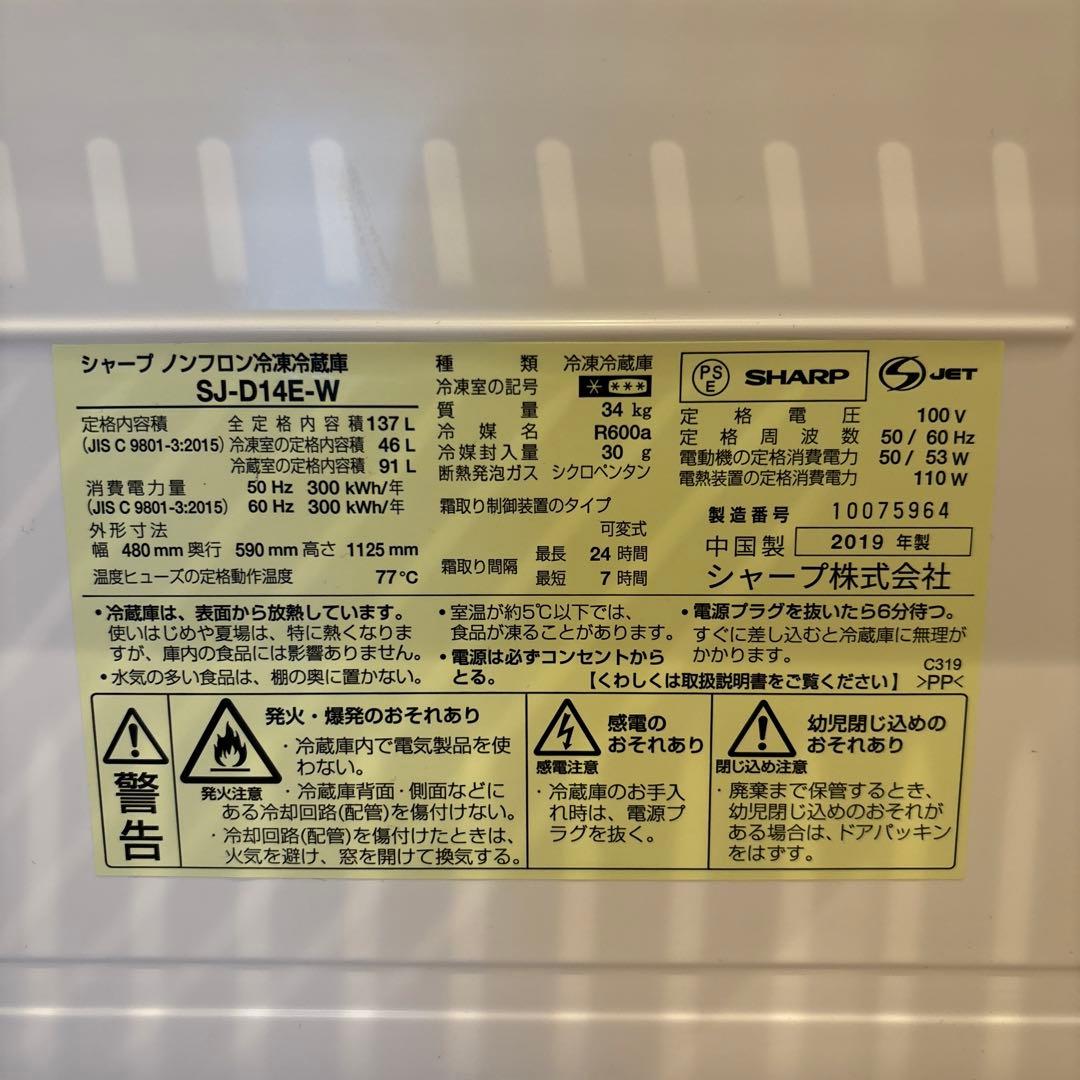 シャープ ノンフロン冷凍冷蔵庫
SJ-D14E-W
定格内容積 全定格内容積 137 L
(JIS C 9801-3:2015) 冷凍室の定格内容積 46 L
冷蔵室の定格内容積 91 L
消費電力量 50 Hz 300 kWh/年
(JIS C 9801-3:2015) 60 Hz 300 kWh/年
外形寸法
幅 480 mm 奥行 590 mm 高さ 1125 mm
温度ヒューズの定格動作温度 77℃
種類 冷凍冷蔵庫
冷凍室の記号 * ***
質量 34 kg
冷媒名 R600a
冷媒封入量 30 g
断熱発泡ガス シクロペンタン
霜取り制御装置のタイプ
可変式
霜取り間隔 最長 24 時間
最短 7 時間
PSE SHARP S JET
定格電圧 100 V
定格周波数 50 / 60 Hz
電動機の定格消費電力 50 / 53 W
電熱装置の定格消費電力 110 W
製造番号 10075964
中国製 2019 年製
シャープ株式会社
・冷蔵庫は、表面から放熱しています。
使いはじめや夏場は、特に熱くなりま
すが、庫内の食品には影響ありません。
・水気の多い食品は、棚の奥に置かない。
・室温が約5℃以下では、
食品が凍ることがあります。
・電源は必ずコンセントから
とる。
・電源プラグを抜いたら6分待つ。
すぐに差し込むと冷蔵庫に無理が
かかります。
C319
【くわしくは取扱説明書をご覧ください】 >PP<
警告
発火・爆発のおそれあり
発火注意
・冷蔵庫内で電気製品を使
わない。
・冷蔵庫背面・側面などに
ある冷却回路(配管)を傷付けない。
・冷却回路(配管)を傷付けたときは、
火気を避け、窓を開けて換気する。
感電の
おそれあり
感電注意
・冷蔵庫のお手入
れ時は、電源プ
ラグを抜く。
幼児閉じ込めの
おそれあり
閉じ込め注意
・廃棄まで保管するとき、
幼児閉じ込めのおそれが
ある場合は、ドアパッキン
をはずす。